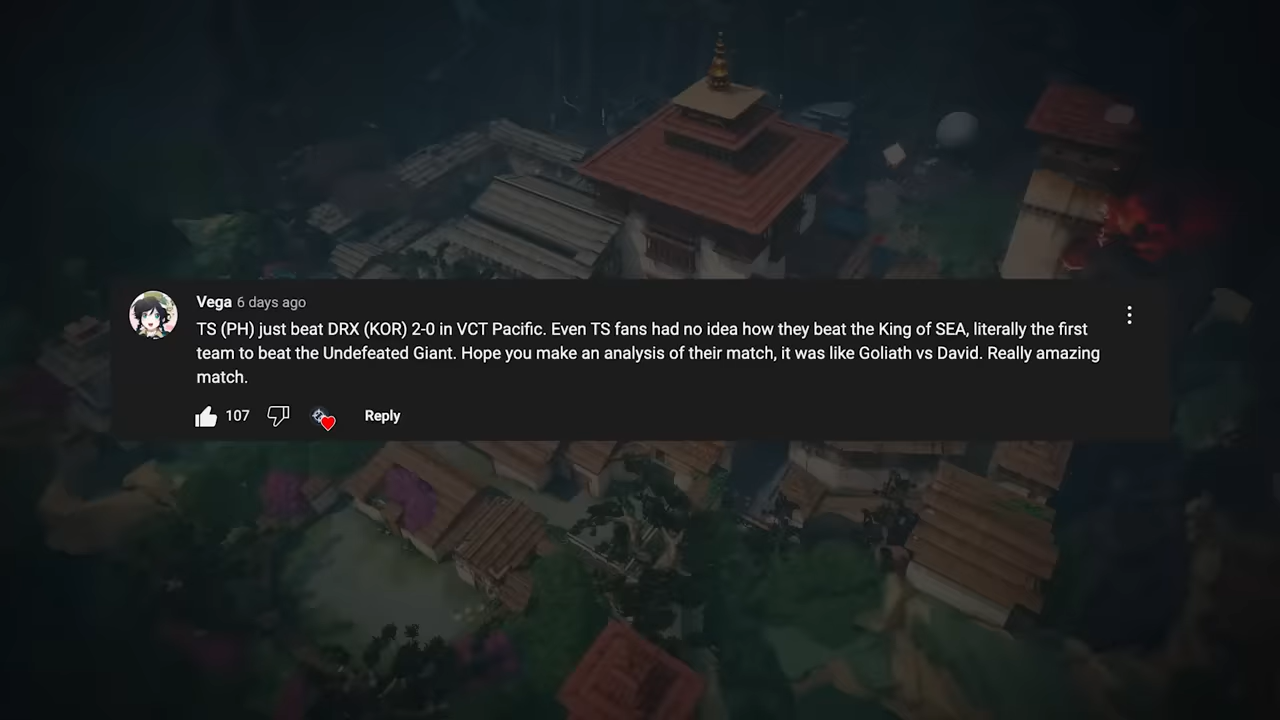 Vega 6 days ago
TS (PH) just beat DRX (KOR) 2-0 in VCT Pacific. Even TS fans had no idea how they beat the King of SEA, literally the first
team to beat the Undefeated Giant. Hope you make an analysis of their match, it was like Goliath vs David. Really amazing
match.
107 Reply